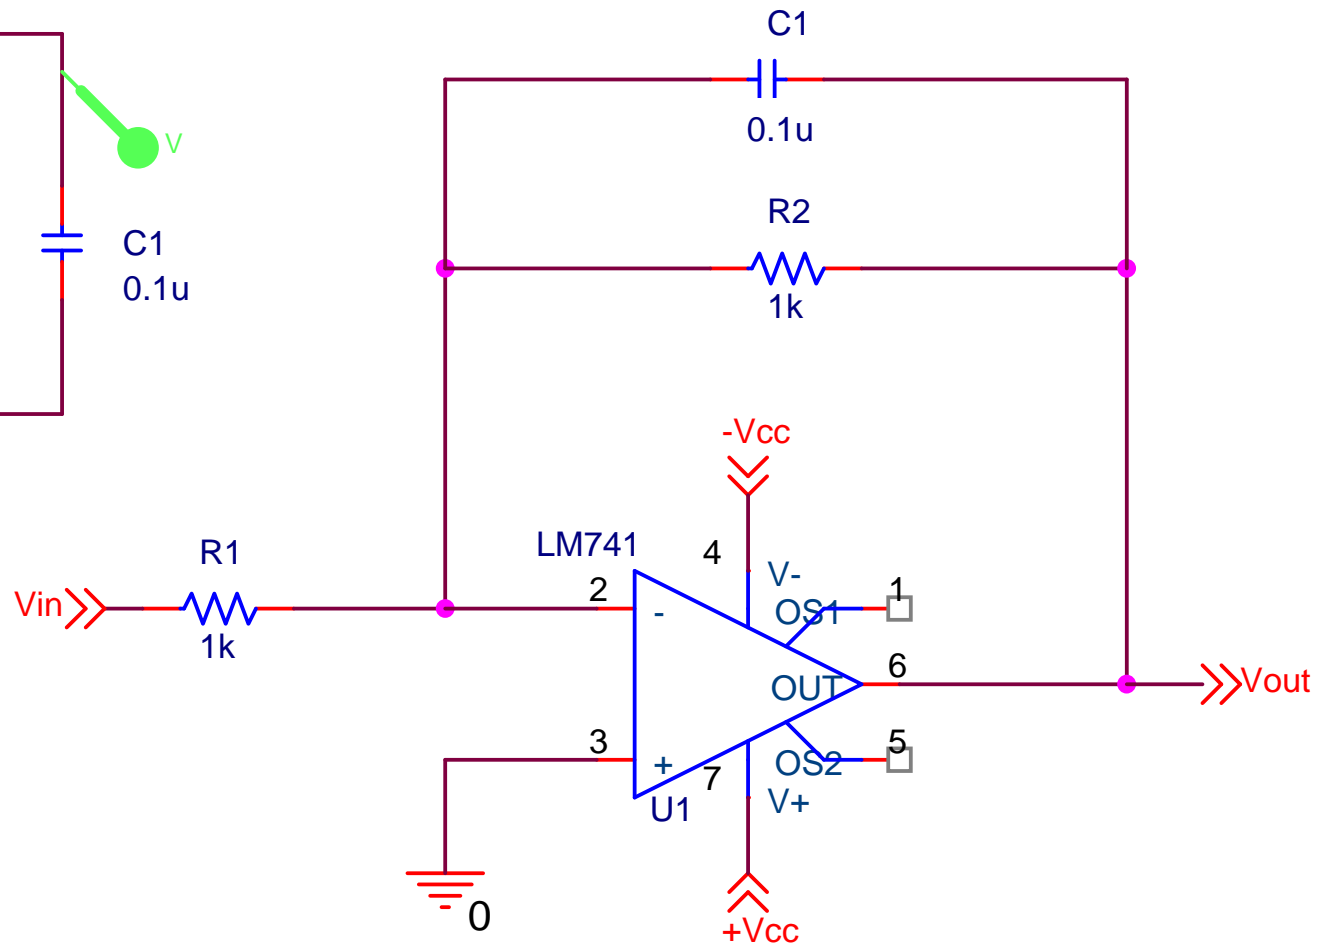 C1
0.1u
V
R2
C1
0.1u
1k
-Vcc
LM741
4
R1
V-
2
1
Vin
-
OS1
1k
6
OUT
Vout
3
5
+
7
OS2
U1
V+
0
+Vcc